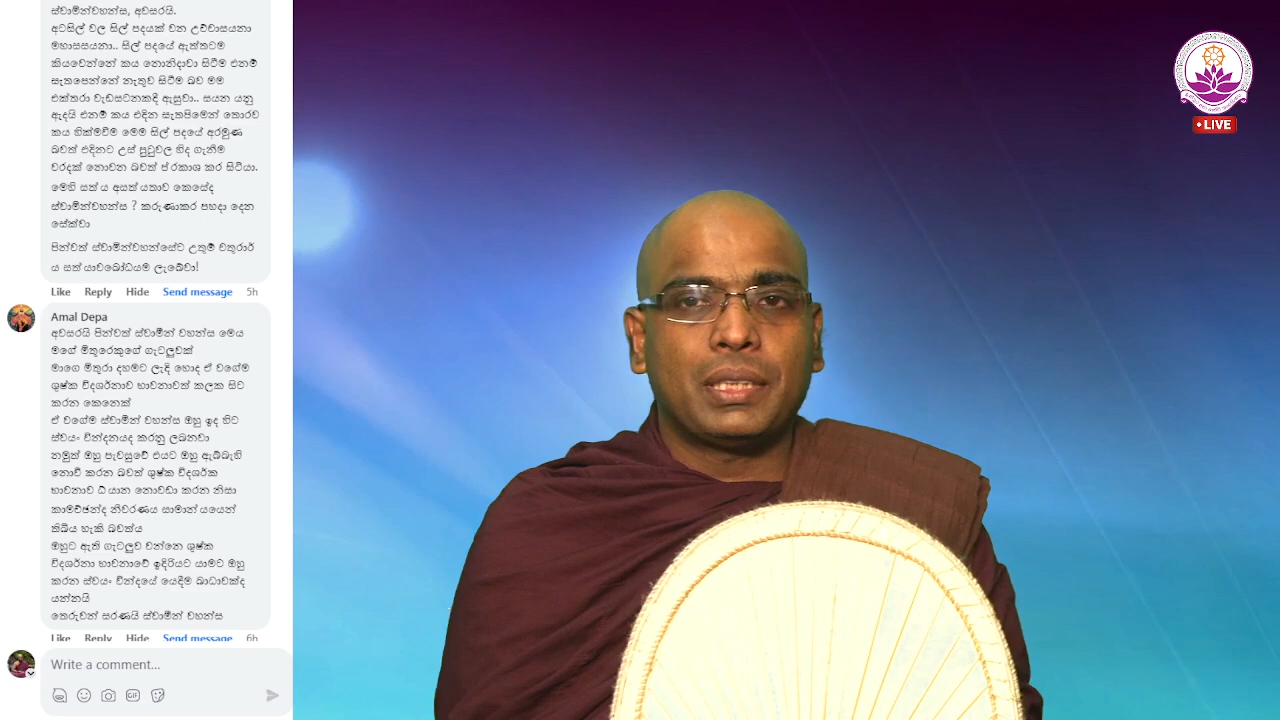 ස්වාමීන්වහන්ස, අවසරයි.
අටසිල් වල සිල් පදයක් වන උච්චාසයනා
මහාසසයනා.. සිල් පදයේ ඇත්තටම
කියවෙන්නේ කය නොනිදවා සිටීම එනම්
සැතපෙන්නේ නැතුව සිටීම බව මම
එක්තරා වැඩසටනකදී ඇසුවා.. සයන යනු
ඇදයි එනම් කය එදින සැතපීමෙන් තොරව
කය හික්මවීම මෙම සිල් පදයේ අරමුණ
බවත් එදිනට උස් පුටුවල හිද ගැනීම
වරදක් නොවන බවත් ප්‍රකාශ කර සිටියා.
මෙහි සත්‍ය අසත්‍යතාව කෙසේද
ස්වාමීන්වහන්ස ? කරුණාකර පහදා දෙන
සේක්වා
පින්වත් ස්වාමීන්වහන්සේට උතුම් චතුරාර්
ය සත්‍යාවබෝධයම ලැබේවා!
Like Reply Hide Send message 5h
Amal Depa
අවසරයි පින්වත් ස්වාමීන් වහන්ස මෙය
මගේ මිතුරෙකුගේ ගැටලුවක්
මාගෙ මිතුරා දහමට ලැදි හොද ඒ වගේම
ශුෂ්ක විදර්ශනාව භාවනාවත් කලක සිට
කරන කෙනෙක්
ඒ වගේම ස්වාමීන් වහන්ස ඔහු ඉද හිට
ස්වයං වින්දනයද කරනු ලබනවා
නමුත් ඔහු පැවසුවේ එයට ඔහු ඇබ්බැහි
නොවී කරන බවත් ශුෂ්ක විදර්ශක
භාවනාව ධ්‍යාන නොවඩා කරන නිසා
කාමච්ඡන්ද නීවරණය සාමාන්‍යයෙන්
තිබිය හැකි බවත්ය
ඔහුට ඇති ගැටලුව වන්නෙ ශුෂ්ක
විදර්ශනා භාවනාවේ ඉදිරියට යාමට ඔහු
කරන ස්වයං වින්දයේ යෙදීම බාධාවක්ද
යන්නයි
තෙරුවන් සරණයි ස්වාමීන් වහන්ස
Like Reply Hide Send message 6h
Write a comment...
GIF
LIVE